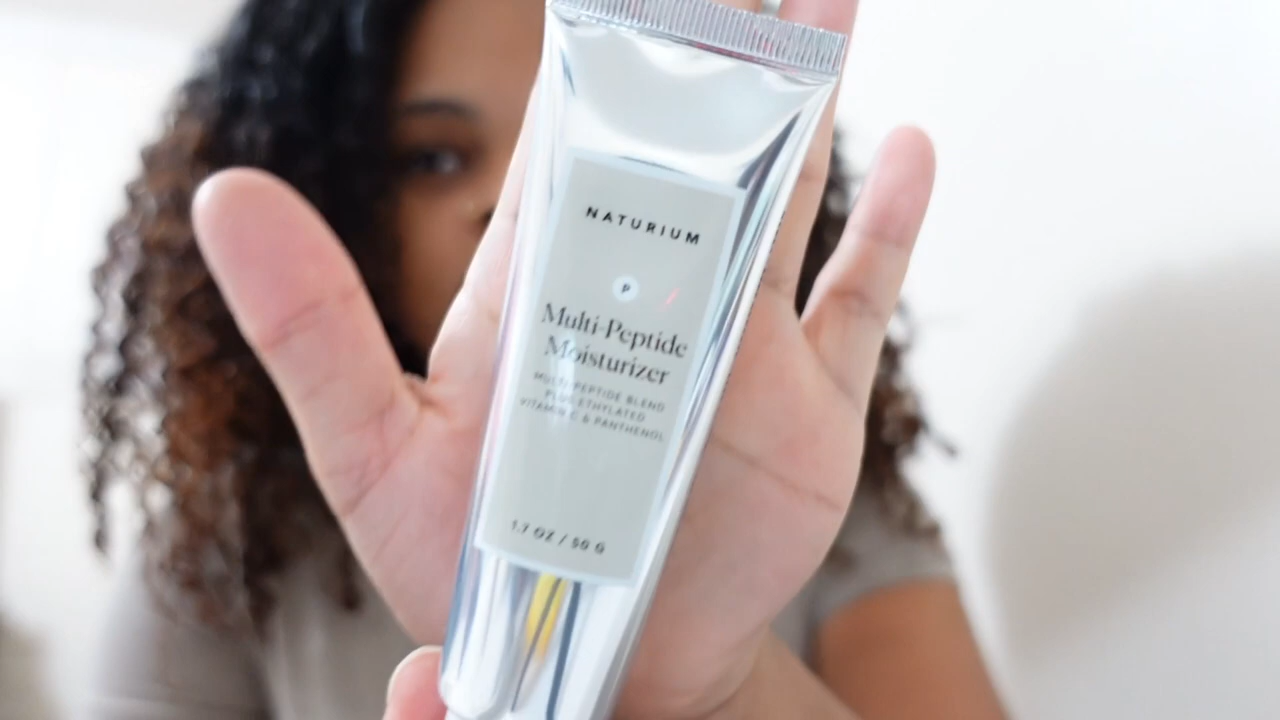 NATURIUM
P
Multi-Peptide
Moisturizer
MULTI-PEPTIDE BLEND
PLUS ETHYLATED
VITAMIN C & PANTHENOL
1.7 OZ / 50 G